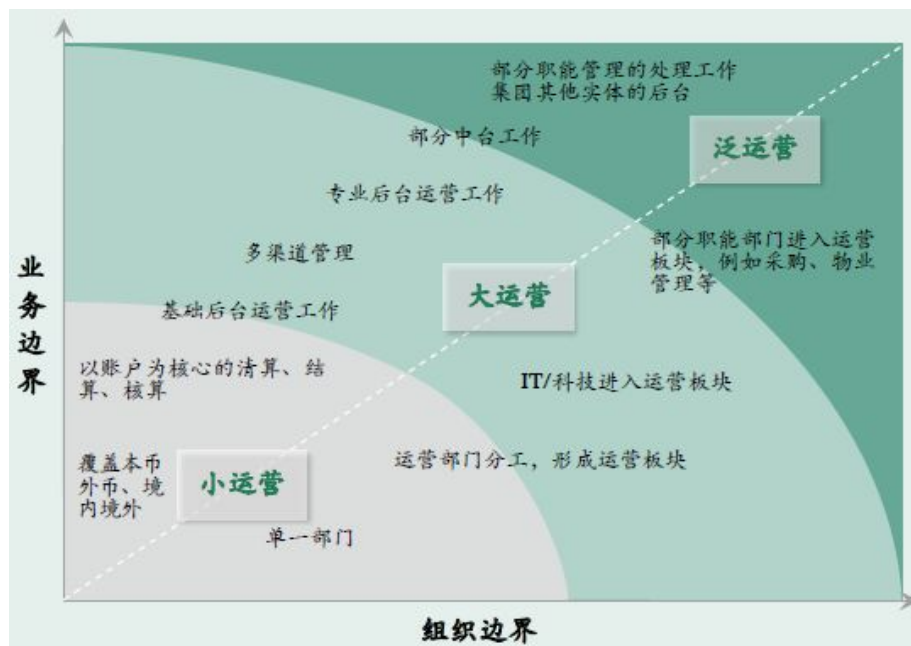 部分职能管理的处理工作
集团其他实体的后台
部分中台工作
泛运营
专业后台运营工作
部分职能部门进入运营
板块，例如采购、物业
管理等
多渠道管理
大运营
基础后台运营工作
业务边界
以账户为核心的清算、结
算、核算
IT/科技进入运营板块
运营部门分工，形成运营板块
覆盖本币
外币、境
内境外
小运营
单一部门
组织边界